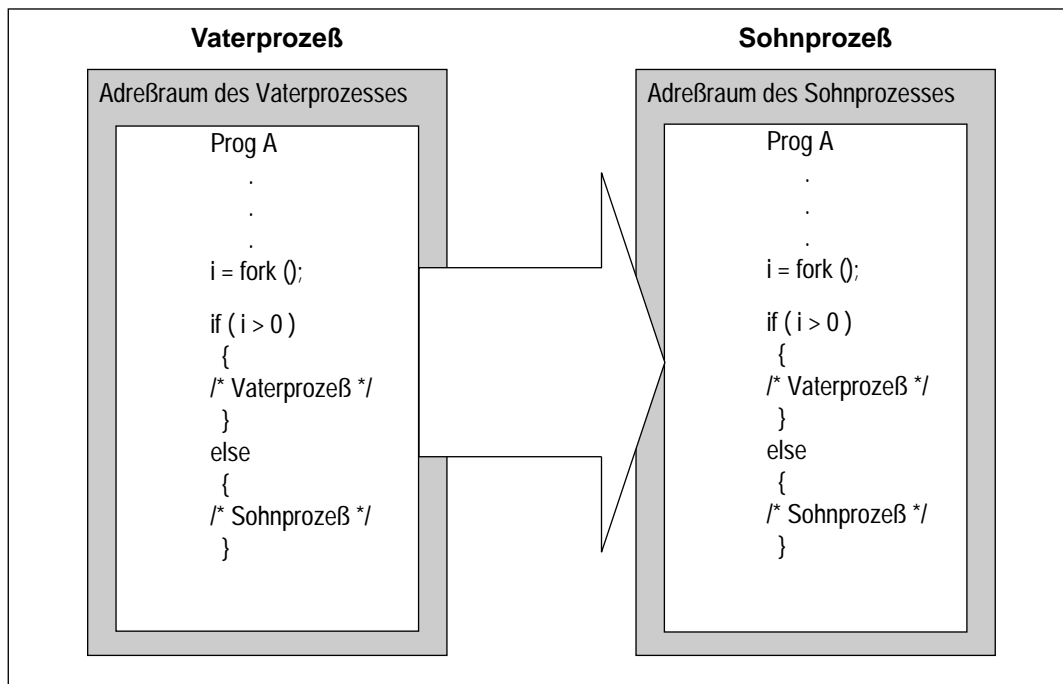 Vaterprozeß
Adreßraum des Vaterprozesses
Prog A
.
.
.
i = fork ();
if ( i > 0 )
{
/* Vaterprozeß */
}
else
{
/* Sohnprozeß */
}
Sohnprozeß
Adreßraum des Sohnprozesses
Prog A
.
.
.
i = fork ();
if ( i > 0 )
{
/* Vaterprozeß */
}
else
{
/* Sohnprozeß */
}